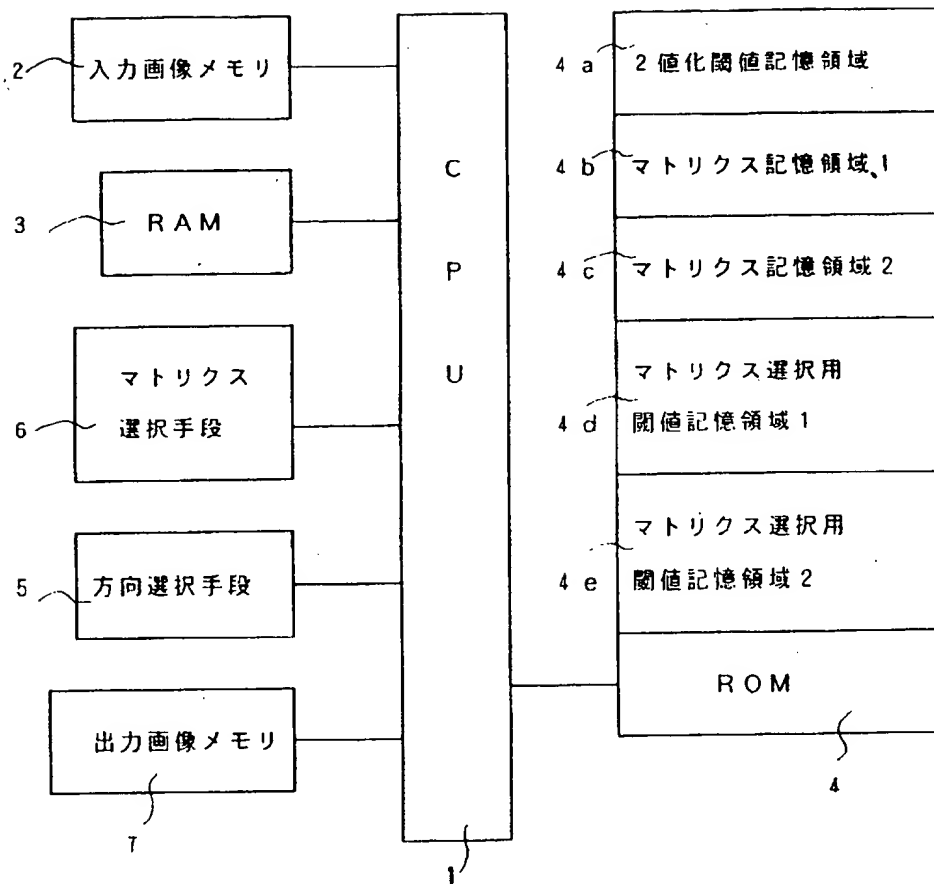 2
入力画像メモリ
3
RAM
6
マトリクス
選択手段
5
方向選択手段
出力画像メモリ
7
C
P
U
1
4a
2値化閾値記憶領域
4b
マトリクス記憶領域1
4c
マトリクス記憶領域2
マトリクス選択用
4d
閾値記憶領域1
マトリクス選択用
4e
閾値記憶領域2
ROM
4